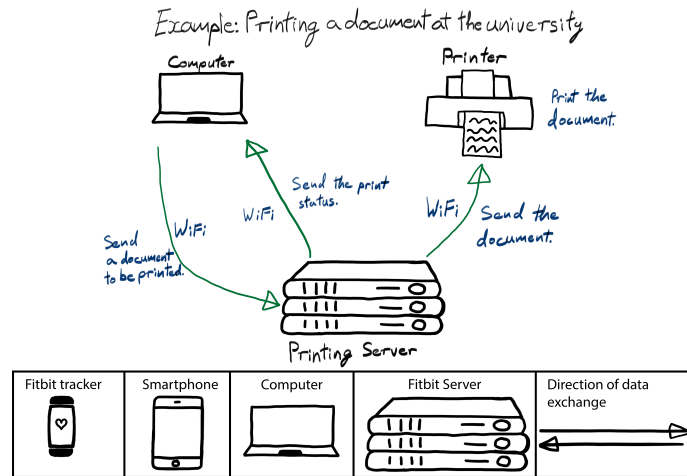 Example: Printing a document at the university
Computer
Printer
Print the
document.
Send the print
status.
WiFi
WiFi
WiFi
Send the
document.
Send
a document
to be printed.
Printing Server
Fitbit tracker
Smartphone
Computer
Fitbit Server
Direction of data
exchange